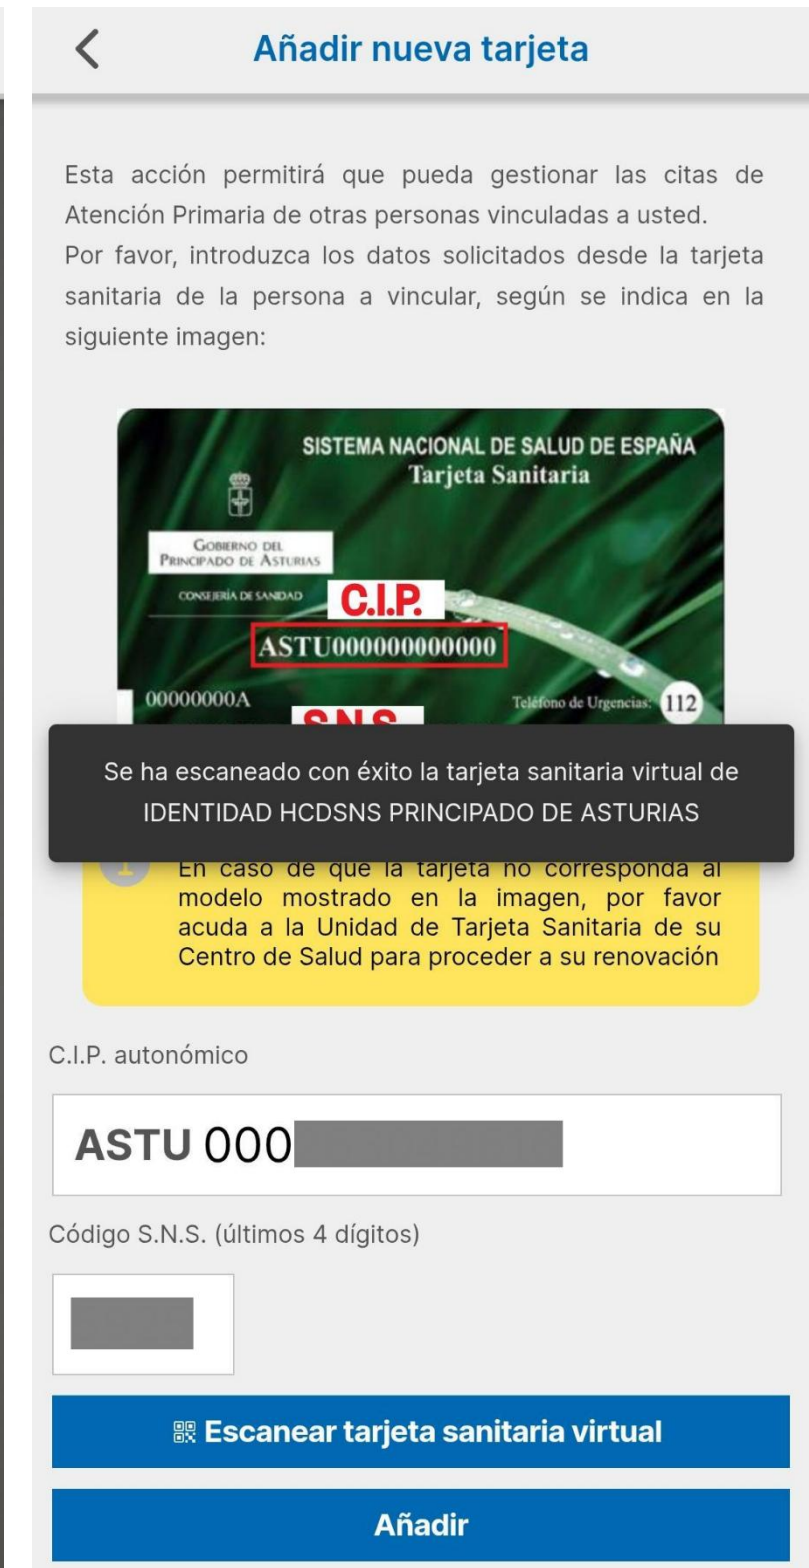 Añadir nueva tarjeta
Esta acción permitirá que pueda gestionar las citas de
Atención Primaria de otras personas vinculadas a usted.
Por favor, introduzca los datos solicitados desde la tarjeta
sanitaria de la persona a vincular, según se indica en la
siguiente imagen:
SISTEMA NACIONAL DE SALUD DE ESPAÑA
Tarjeta Sanitaria
GOBIERNO DEL
PRINCIPADO DE ASTURIAS
CONSEJERÍA DE SANIDAD
C.I.P.
ASTU000000000000
00000000A
Teléfono de Urgencias: 112
S.N.S.
Se ha escaneado con éxito la tarjeta sanitaria virtual de
IDENTIDAD HCDSNS PRINCIPADO DE ASTURIAS
En caso de que la tarjeta no corresponda al
modelo mostrado en la imagen, por favor
acuda a la Unidad de Tarjeta Sanitaria de su
Centro de Salud para proceder a su renovación
C.I.P. autonómico
ASTU 000
Código S.N.S. (últimos 4 dígitos)
Escanear tarjeta sanitaria virtual
Añadir